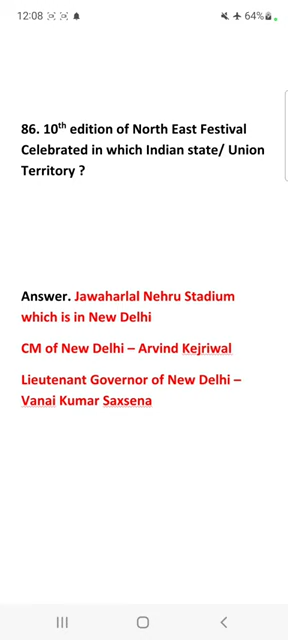 12:08 64%
86. 10th edition of North East Festival
Celebrated in which Indian state/ Union
Territory ?
Answer. Jawaharlal Nehru Stadium
which is in New Delhi
CM of New Delhi – Arvind Kejriwal
Lieutenant Governor of New Delhi –
Vanai Kumar Saxsena